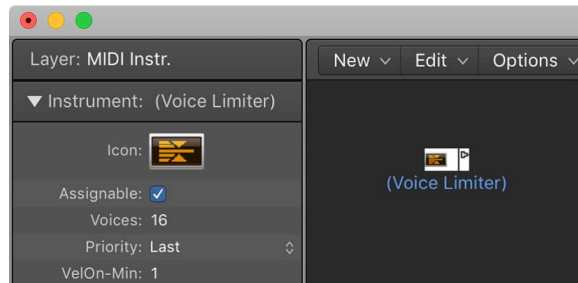 Layer: MIDI Instr.
New Edit Options
Instrument: (Voice Limiter)
Icon:
Assignable:
Voices: 16
Priority: Last
VelOn-Min: 1
(Voice Limiter)